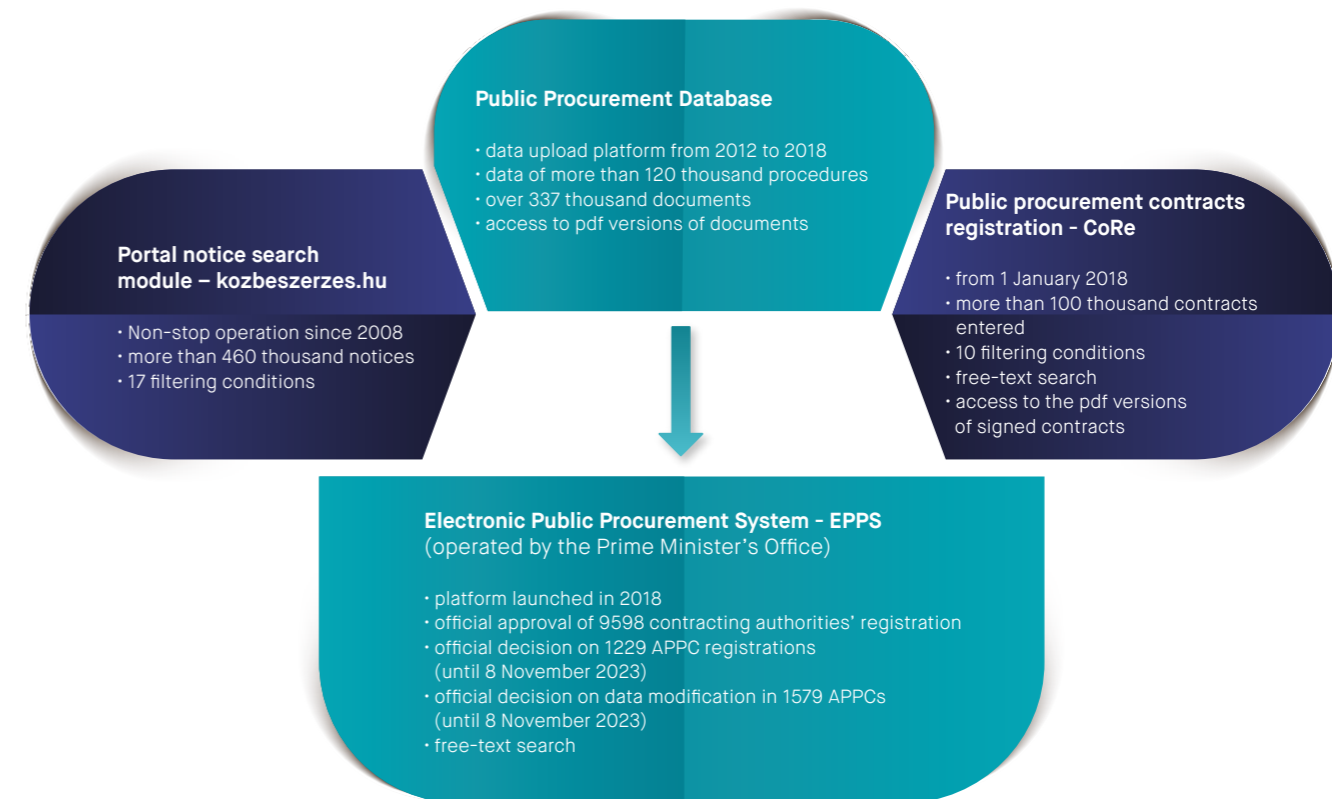 Public Procurement Database
• data upload platform from 2012 to 2018
• data of more than 120 thousand procedures
• over 337 thousand documents
• access to pdf versions of documents
Portal notice search
module – kozbeszerzes.hu
• Non-stop operation since 2008
• more than 460 thousand notices
• 17 filtering conditions
Public procurement contracts
registration - CoRe
• from 1 January 2018
• more than 100 thousand contracts
entered
• 10 filtering conditions
• free-text search
• access to the pdf versions
of signed contracts
Electronic Public Procurement System - EPPS
(operated by the Prime Minister's Office)
• platform launched in 2018
• official approval of 9598 contracting authorities' registration
• official decision on 1229 APPC registrations
(until 8 November 2023)
• official decision on data modification in 1579 APPCs
(until 8 November 2023)
• free-text search